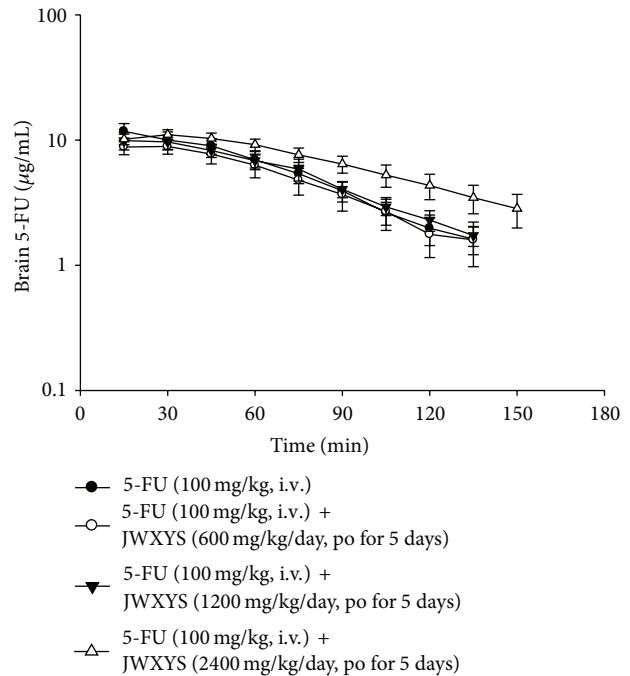 100
10
1
0.1
Brain 5-FU (μg/mL)
0 30 60 90 120 150 180
Time (min)
5-FU (100 mg/kg, i.v.)
5-FU (100 mg/kg, i.v.) +
JWXYS (600 mg/kg/day, po for 5 days)
5-FU (100 mg/kg, i.v.) +
JWXYS (1200 mg/kg/day, po for 5 days)
5-FU (100 mg/kg, i.v.) +
JWXYS (2400 mg/kg/day, po for 5 days)